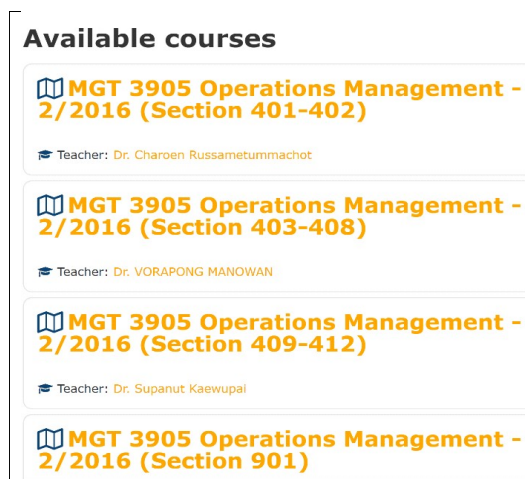 Available courses
MGT 3905 Operations Management -
2/2016 (Section 401-402)
Teacher: Dr. Charoen Russametummachot
MGT 3905 Operations Management -
2/2016 (Section 403-408)
Teacher: Dr. VORAPONG MANOWAN
MGT 3905 Operations Management -
2/2016 (Section 409-412)
Teacher: Dr. Supanut Kaewupai
MGT 3905 Operations Management -
2/2016 (Section 901)